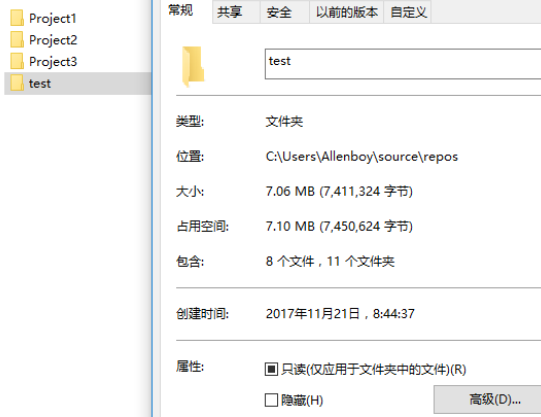 Project1
Project2
Project3
test
常规 共享 安全 以前的版本 自定义
test
类型: 文件夹
位置: C:\Users\Allenboy\source\repos
大小: 7.06 MB (7,411,324 字节)
占用空间: 7.10 MB (7,450,624 字节)
包含: 8 个文件，11 个文件夹
创建时间: 2017年11月21日，8:44:37
属性: 只读(仅应用于文件夹中的文件)(R)
隐藏(H) 高级(D)...